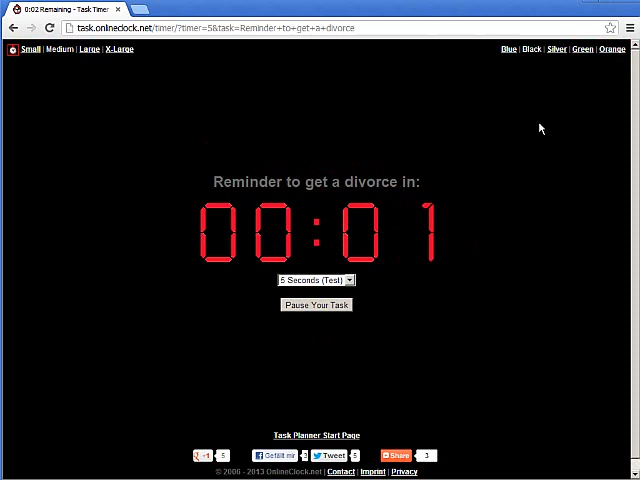 0:02 Remaining - Task Timer
task.onlineclock.net/timer/?timer=5&task=Reminder+to+get+a+divorce
Small | Medium | Large | X-Large
Blue | Black | Silver | Green | Orange
Reminder to get a divorce in:
00:01
5 Seconds (Test)
Pause Your Task
Task Planner Start Page
+1 5 Gefällt mir 3 Tweet 5 Share 3
© 2006 - 2013 OnlineClock.net | Contact | Imprint | Privacy